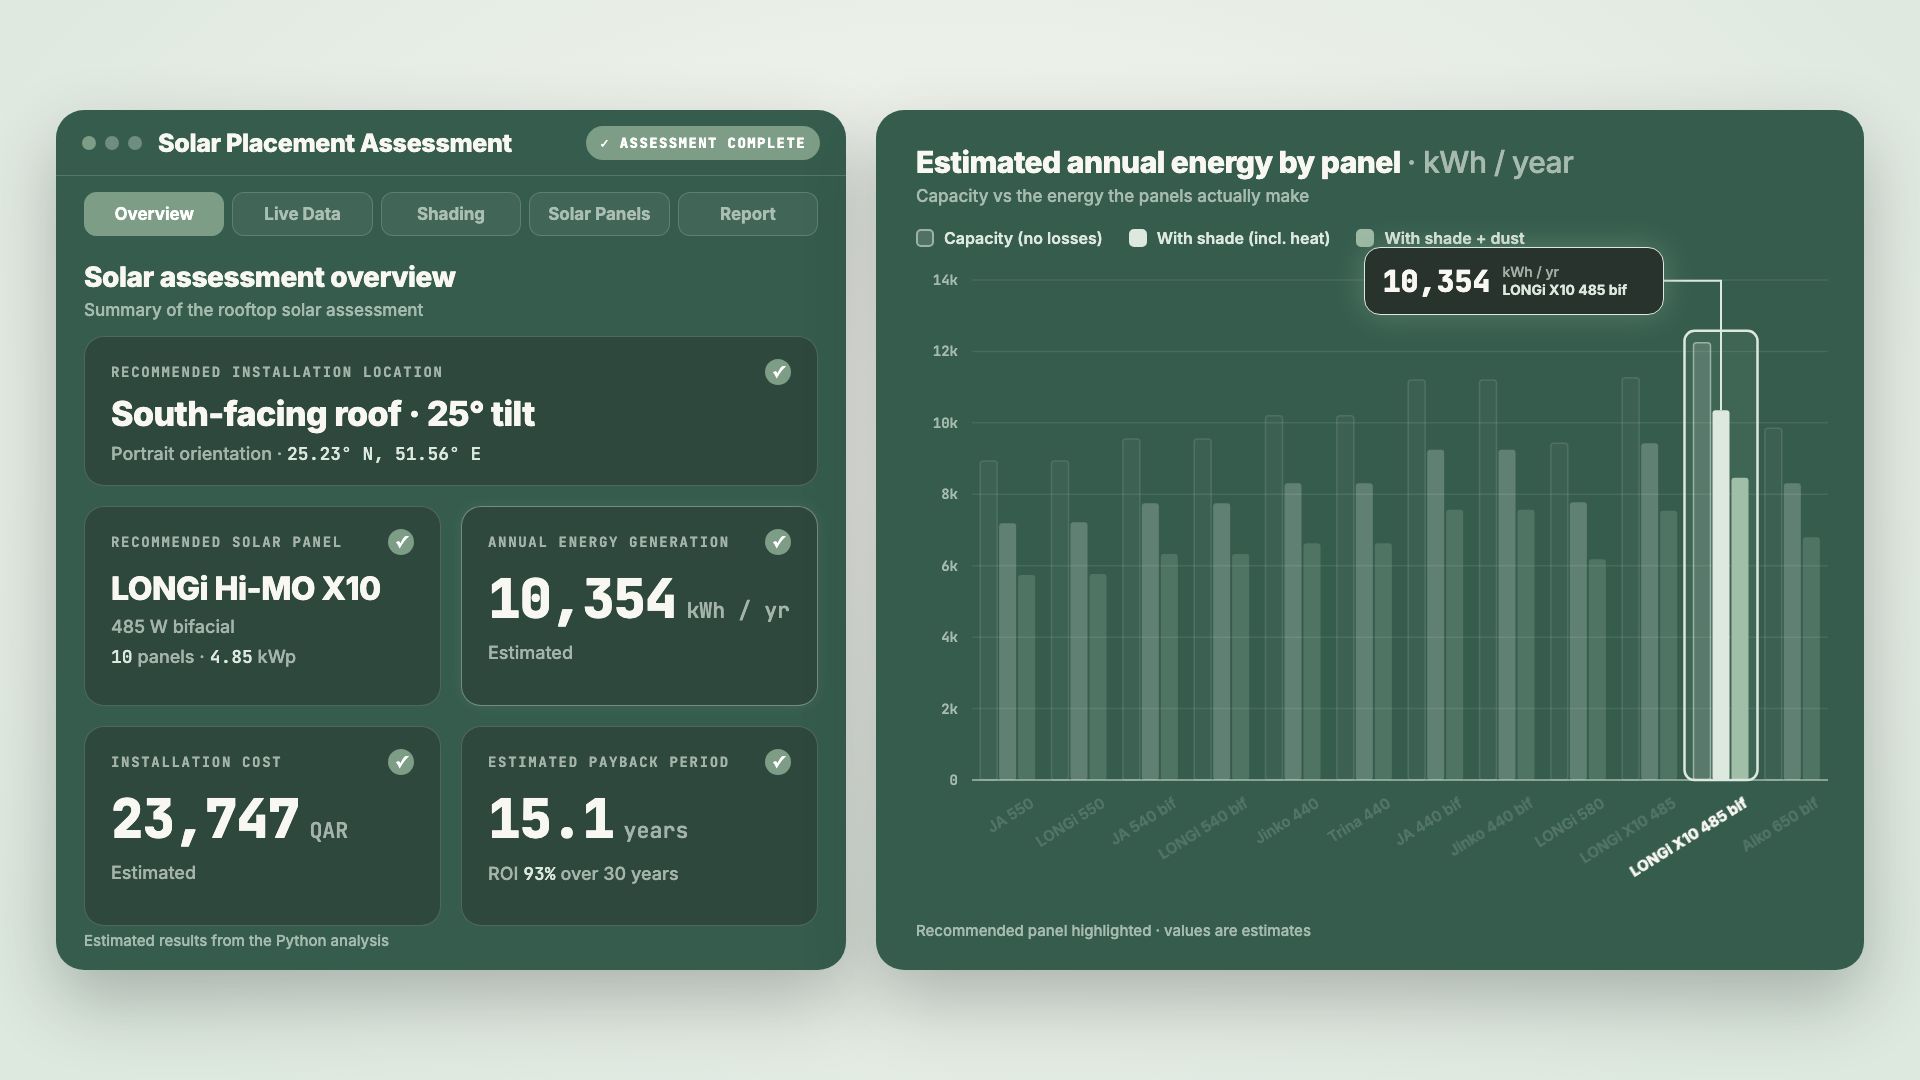 Solar Placement Assessment
✓ ASSESSMENT COMPLETE
Overview
Live Data
Shading
Solar Panels
Report
Solar assessment overview
Summary of the rooftop solar assessment
RECOMMENDED INSTALLATION LOCATION
South-facing roof · 25° tilt
Portrait orientation · 25.23° N, 51.56° E
RECOMMENDED SOLAR PANEL
LONGi Hi-MO X10
485 W bifacial
10 panels · 4.85 kWp
ANNUAL ENERGY GENERATION
10,354 kWh / yr
Estimated
INSTALLATION COST
23,747 QAR
Estimated
ESTIMATED PAYBACK PERIOD
15.1 years
ROI 93% over 30 years
Estimated results from the Python analysis
Estimated annual energy by panel · kWh / year
Capacity vs the energy the panels actually make
Capacity (no losses)
With shade (incl. heat)
With shade + dust
10,354
kWh / yr
LONGi X10 485 bif
14k
12k
10k
8k
6k
4k
2k
0
JA 550
LONGi 550
JA 540 bif
LONGi 540 bif
Jinko 440
Trina 440
JA 440 bif
Jinko 440 bif
LONGi 580
LONGi X10 485
LONGi X10 485 bif
Aiko 650 bif
Recommended panel highlighted · values are estimates